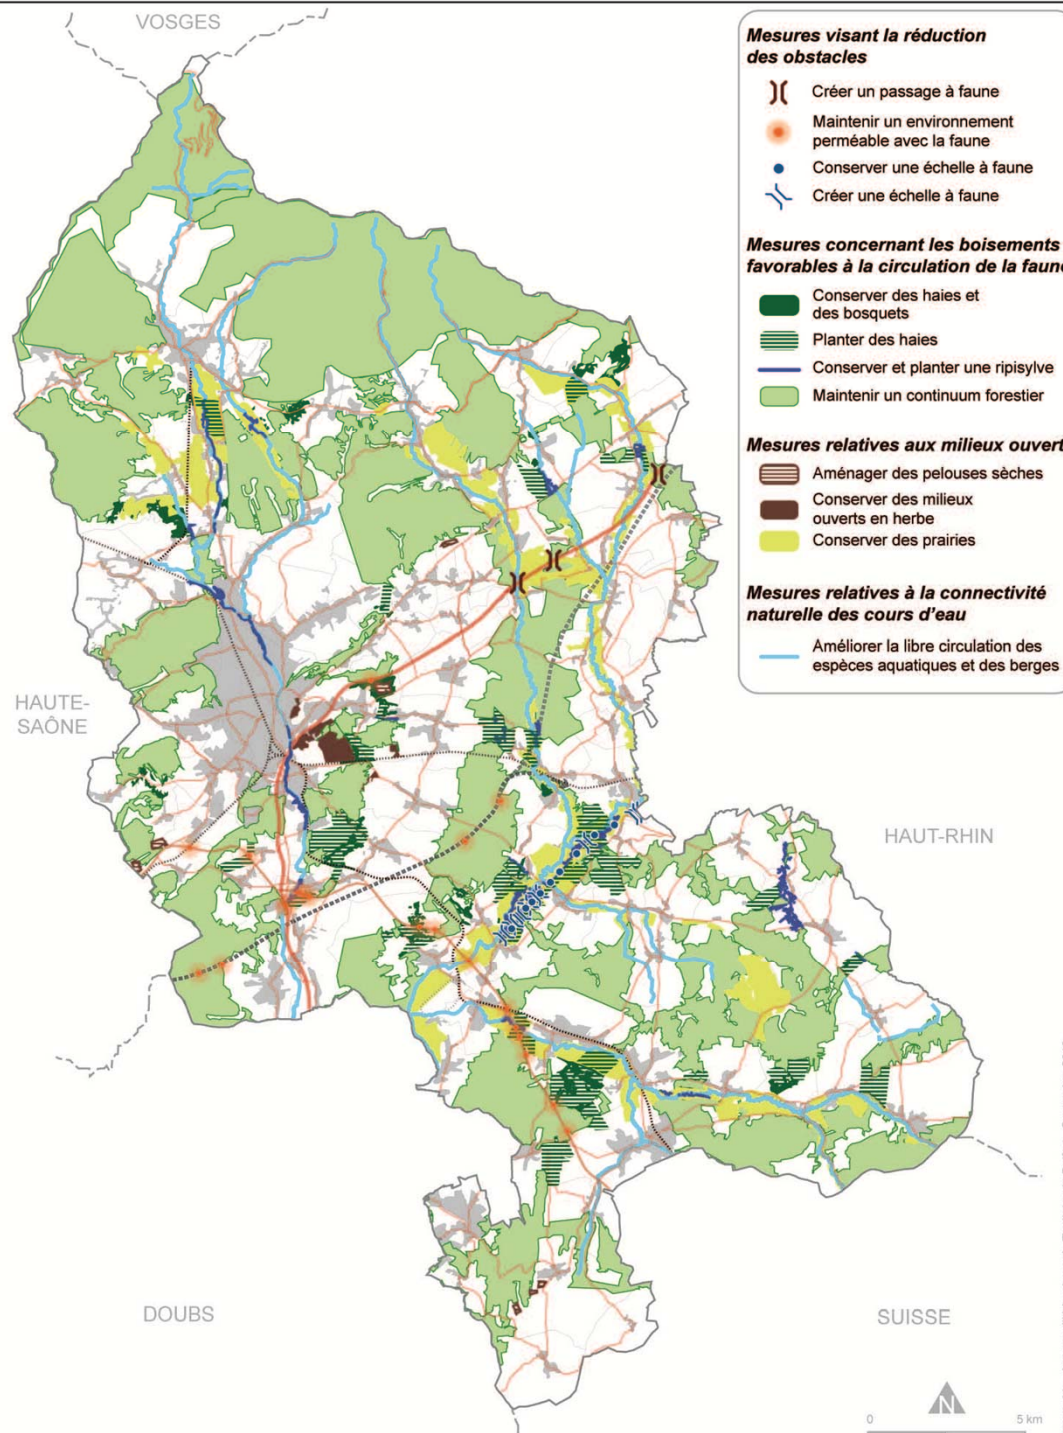 VOSGES
Mesures visant la réduction
des obstacles
Créer un passage à faune
Maintenir un environnement
perméable avec la faune
Conserver une échelle à faune
Créer une échelle à faune
Mesures concernant les boisements
favorables à la circulation de la faune
Conserver des haies et
des bosquets
Planter des haies
Conserver et planter une ripisylve
Maintenir un continuum forestier
Mesures relatives aux milieux ouvert
Aménager des pelouses sèches
Conserver des milieux
ouverts en herbe
Conserver des prairies
Mesures relatives à la connectivité
naturelle des cours d'eau
Améliorer la libre circulation des
espèces aquatiques et des berges
HAUTE-
SAÔNE
HAUT-RHIN
DOUBS
SUISSE
N
0 5 km